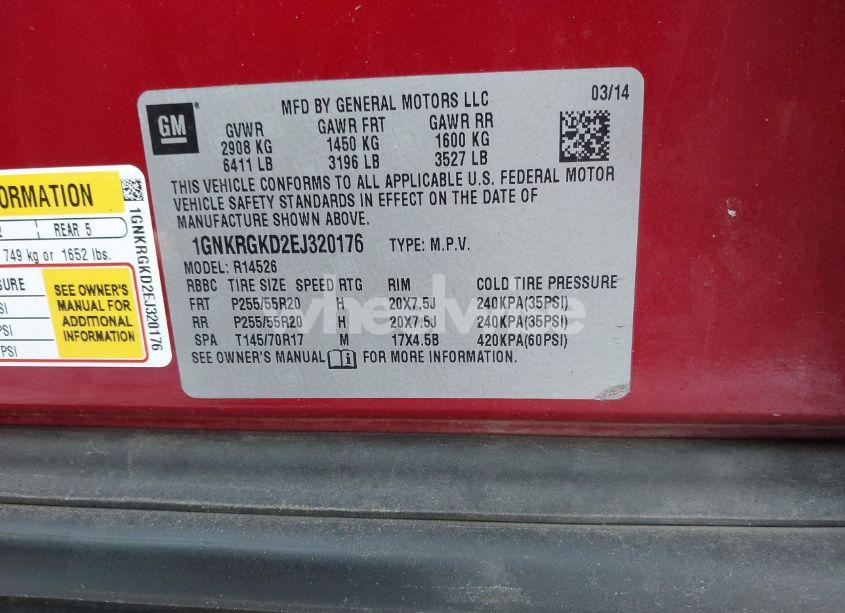 GM
®
MFD BY GENERAL MOTORS LLC
03/14
GVWR GAWR FRT GAWR RR
2908 KG 1450 KG 1600 KG
6411 LB 3196 LB 3527 LB
THIS VEHICLE CONFORMS TO ALL APPLICABLE U.S. FEDERAL MOTOR
VEHICLE SAFETY STANDARDS IN EFFECT ON THE DATE OF
MANUFACTURE SHOWN ABOVE.
1GNKRGKD2EJ320176 TYPE: M.P.V.
MODEL: R14526
RBBC TIRE SIZE SPEED RTG RIM COLD TIRE PRESSURE
FRT P255/55R20 H 20X7.5J 240KPA(35PSI)
RR P255/55R20 H 20X7.5J 240KPA(35PSI)
SPA T145/70R17 M 17X4.5B 420KPA(60PSI)
SEE OWNER'S MANUAL FOR MORE INFORMATION.
FORMATION
REAR 5
749 kg or 1652 lbs.
SSURE
SEE OWNER'S
MANUAL FOR
ADDITIONAL
INFORMATION
SI
PSI
PSI
1GNKRGKD2EJ320176